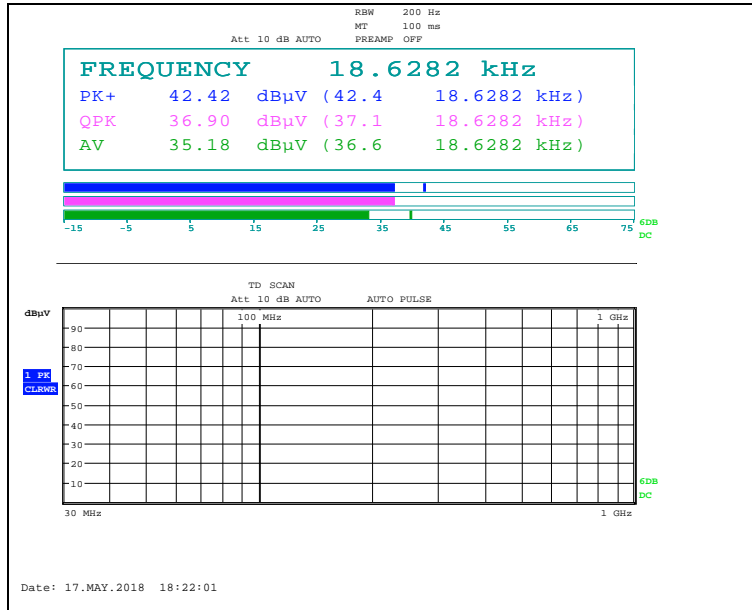 RBW 200 Hz
MT 100 ms
Att 10 dB AUTO PREAMP OFF
FREQUENCY 18.6282 kHz
PK+ 42.42 dBµV (42.4 18.6282 kHz)
QPK 36.90 dBµV (37.1 18.6282 kHz)
AV 35.18 dBµV (36.6 18.6282 kHz)
-15 -5 5 15 25 35 45 55 65 75
6DB
DC
TD SCAN
Att 10 dB AUTO AUTO PULSE
dBµV
100 MHz 1 GHz
90
80
70
1 PK
60
CLRWR
50
40
30
20
10
6DB
DC
30 MHz 1 GHz
Date: 17.MAY.2018 18:22:01